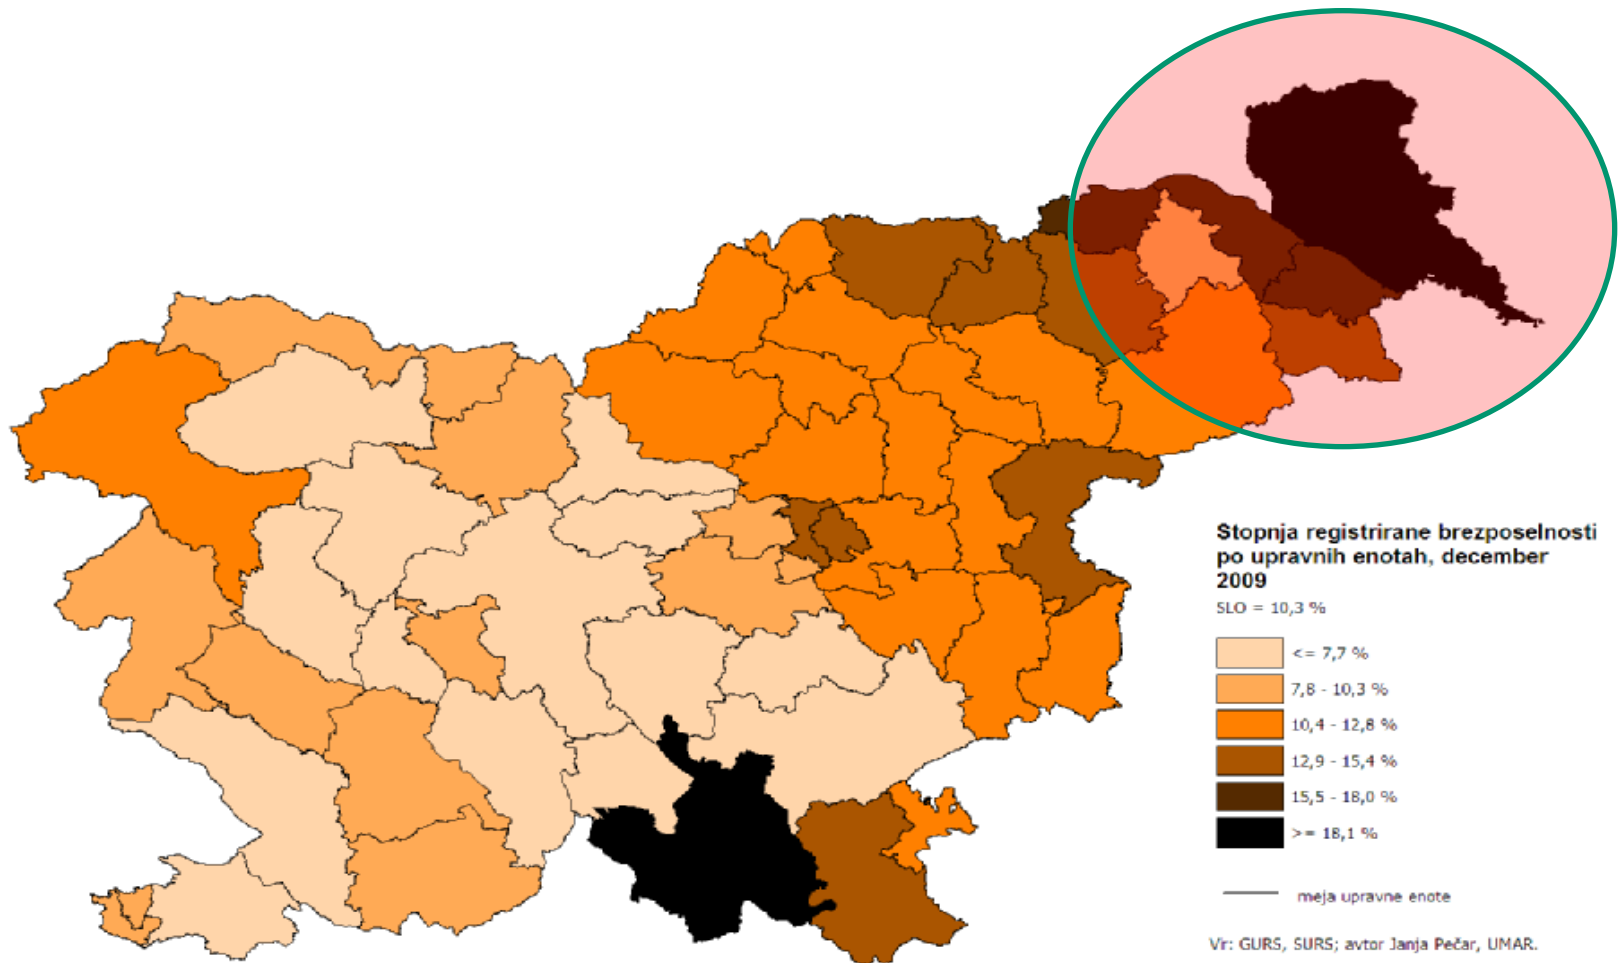 Stopnja registrirane brezposelnosti
po upravnih enotah, december
2009
SLO = 10,3 %
<= 7,7 %
7,8 - 10,3 %
10,4 - 12,8 %
12,9 - 15,4 %
15,5 - 18,0 %
>= 18,1 %
meja upravne enote
Vir: GURS, SURS; avtor Janja Pečar, UMAR.